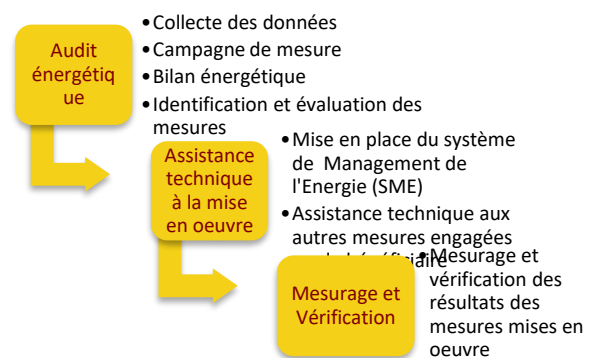 Audit
énergétiq
ue
•Collecte des données
•Campagne de mesure
•Bilan énergétique
•Identification et évaluation des
mesures
Assistance
technique
à la mise
en oeuvre
•Mise en place du système
de Management de
l'Energie (SME)
•Assistance technique aux
autres mesures engagées
Mesurage et
Vérification
•Mesurage et
vérification des
résultats des
mesures mises en
oeuvre